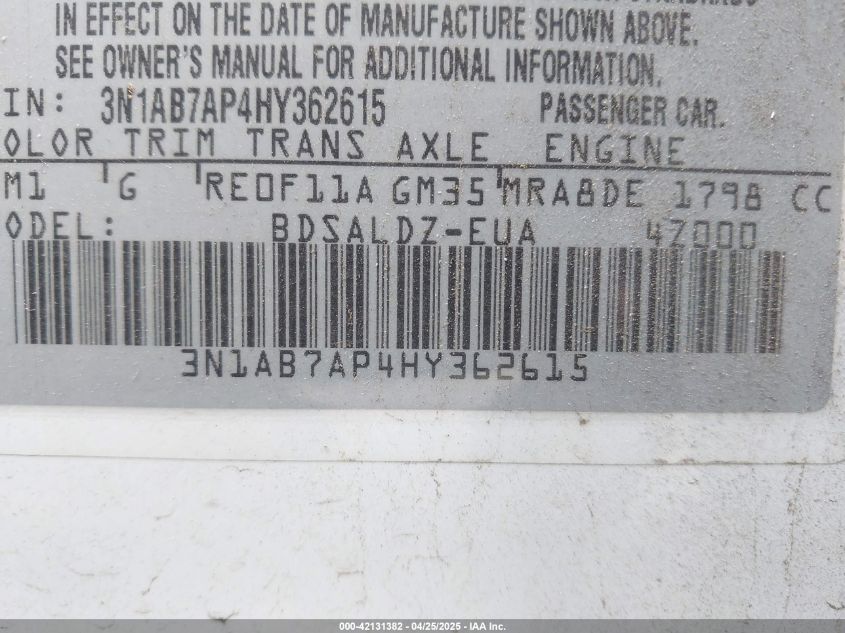 IN EFFECT ON THE DATE OF MANUFACTURE SHOWN ABOVE.
SEE OWNER'S MANUAL FOR ADDITIONAL INFORMATION.
IN: 3N1AB7AP4HY362615 PASSENGER CAR.
OLOR TRIM TRANS AXLE ENGINE
M1 G RE0F11A GM35 MRA8DE 1798 CC
ODEL: BDSALDZ-EUA 4Z000
3N1AB7AP4HY362615
000-42131382 - 04/25/2025 - IAA Inc.